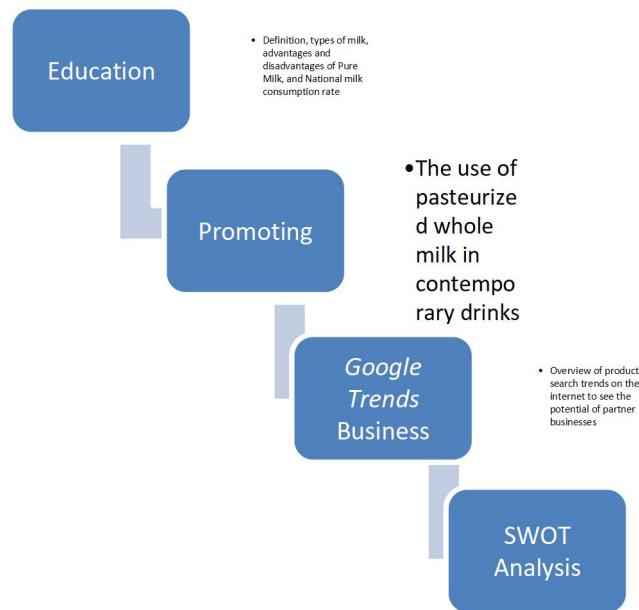 Education
• Definition, types of milk,
advantages and
disadvantages of Pure
Milk, and National milk
consumption rate
Promoting
•The use of
pasteurize
d whole
milk in
contempo
rary drinks
Google
Trends
Business
• Overview of product
search trends on the
internet to see the
potential of partner
businesses
SWOT
Analysis